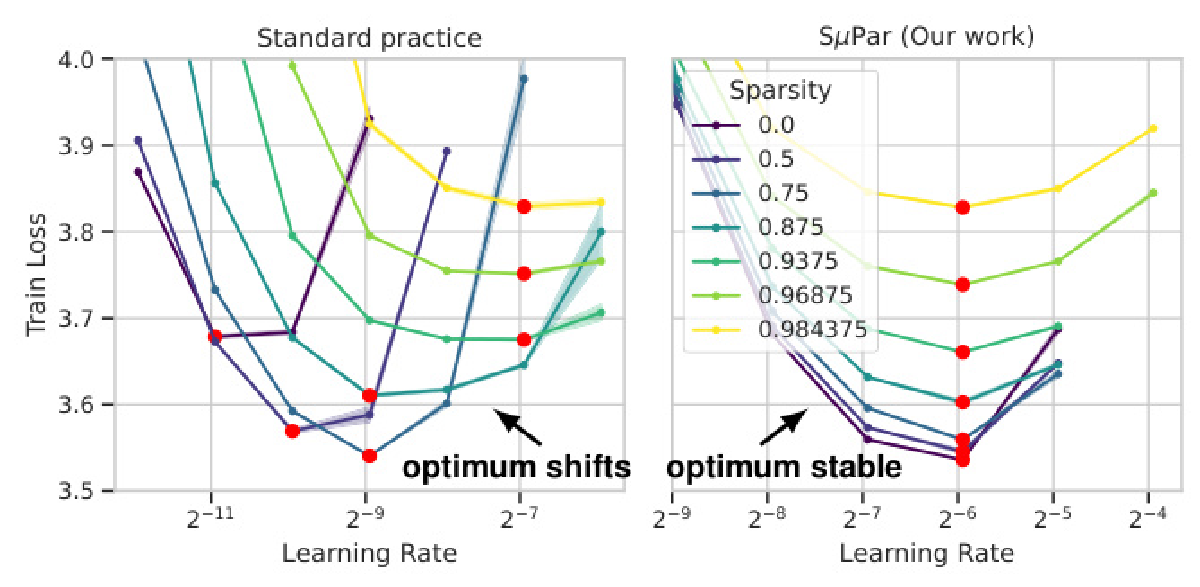 Standard practice
SµPar (Our work)
Train Loss
4.0
3.9
3.8
3.7
3.6
3.5
2⁻¹¹
2⁻⁹
2⁻⁷
Learning Rate
optimum shifts
Sparsity
0.0
0.5
0.75
0.875
0.9375
0.96875
0.984375
optimum stable
2⁻⁹
2⁻⁸
2⁻⁷
2⁻⁶
2⁻⁵
2⁻⁴
Learning Rate